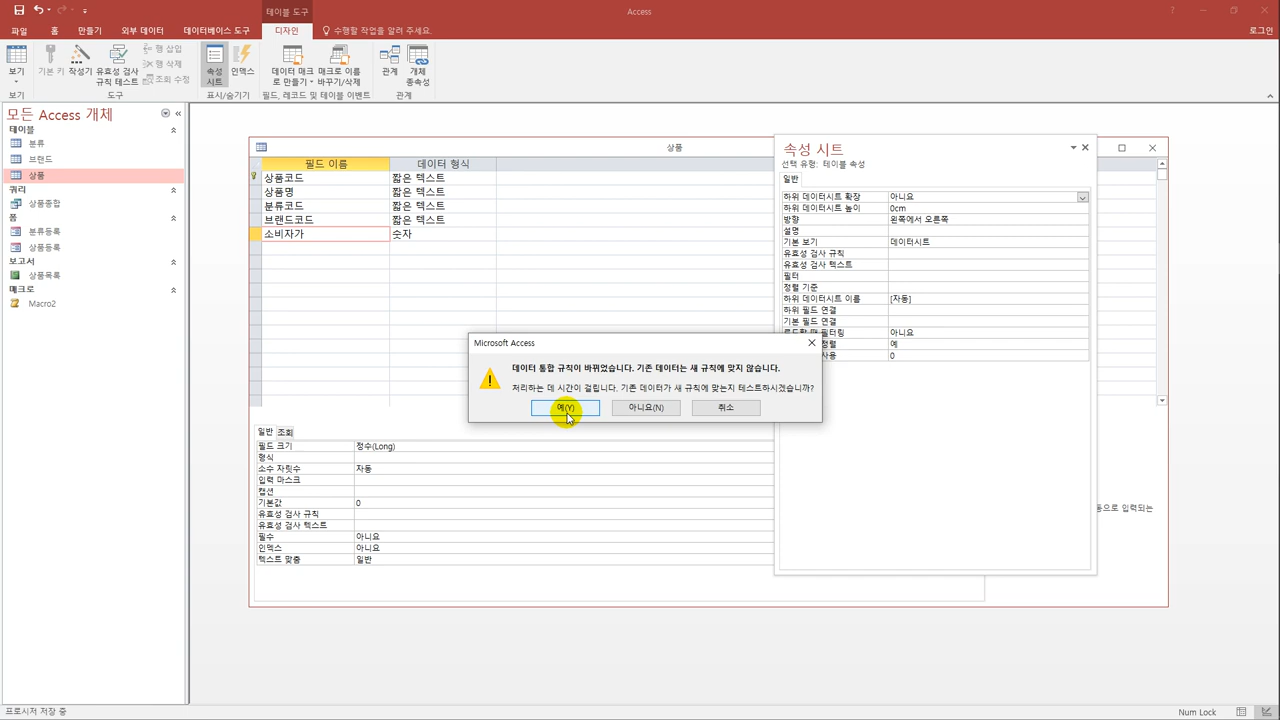 테이블 도구
Access
파일 홈 만들기 외부 데이터 데이터베이스 도구 디자인 수행할 작업을 알려 주세요.
로그인
보기
기본 키
작성기
유효성 검사
규칙 테스트
행 삽입
행 삭제
조회 수정
속성
시트
인덱스
데이터 매크
로 만들기
매크로 이름
바꾸기/삭제
관계
개체
종속성
보기
도구
표시/숨기기
필드, 레코드 및 테이블 이벤트
관계
모든 Access 개체
테이블
분류
브랜드
상품
쿼리
상품종합
폼
분류등록
상품등록
보고서
상품목록
매크로
Macro2
상품
필드 이름 데이터 형식
상품코드 짧은 텍스트
상품명 짧은 텍스트
분류코드 짧은 텍스트
브랜드코드 짧은 텍스트
소비자가 숫자
속성 시트
선택 유형: 테이블 속성
일반
하위 데이터시트 확장 아니요
하위 데이터시트 높이 0cm
방향 왼쪽에서 오른쪽
설명
기본 보기 데이터시트
유효성 검사 규칙
유효성 검사 텍스트
필터
정렬 기준
하위 데이터시트 이름 [자동]
하위 필드 연결
기본 필드 연결
로드할 때 필터링 아니요
정렬 예
사용 0
Microsoft Access
데이터 통합 규칙이 바뀌었습니다. 기존 데이터는 새 규칙에 맞지 않습니다.
처리하는 데 시간이 걸립니다. 기존 데이터가 새 규칙에 맞는지 테스트하시겠습니까?
예(Y) 아니요(N) 취소
일반 조회
필드 크기 정수(Long)
형식
소수 자릿수 자동
입력 마스크
캡션
기본값 0
유효성 검사 규칙
유효성 검사 텍스트
필수 아니요
인덱스 아니요
텍스트 맞춤 일반
동으로 입력되는
프로시저 저장 중
Num Lock